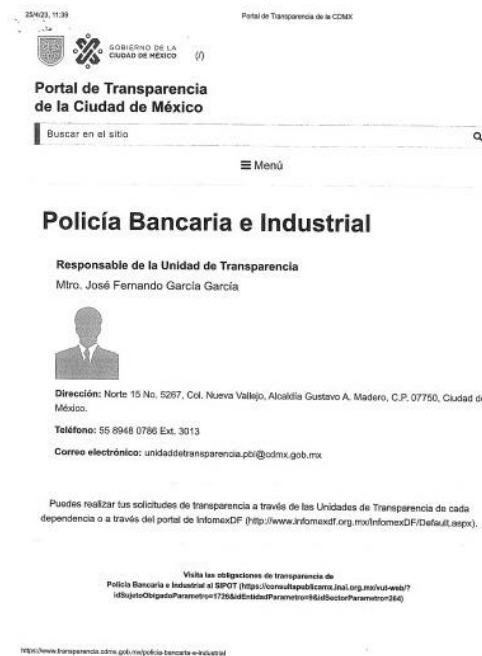 25/4/23, 11:39
Portal de Transparencia de la CDMX
GOBIERNO DE LA
CIUDAD DE MÉXICO
(/)
Portal de Transparencia
de la Ciudad de México
Buscar en el sitio
Menú
Policía Bancaria e Industrial
Responsable de la Unidad de Transparencia
Mtro. José Fernando García García
Dirección: Norte 15 No. 5267, Col. Nueva Vallejo, Alcaldía Gustavo A. Madero, C.P. 07750, Ciudad de
México.
Teléfono: 55 8948 0786 Ext. 3013
Correo electrónico: unidaddetransparencia.pbi@cdmx.gob.mx
Puedes realizar tus solicitudes de transparencia a través de las Unidades de Transparencia de cada
dependencia o a través del portal de InfomexDF (http://www.infomexdf.org.mx/InfomexDF/Default.aspx).
Visita las obligaciones de transparencia de
Policía Bancaria e Industrial al SIPOT (https://consultapublicamx.inai.org.mx/vut-web/?
idSujetoObigadoParametro=1726&idEntidadParametro=9&idSectorParametro=264)
https://www.transparencia.cdmx.gob.mx/policia-bancaria-e-industrial